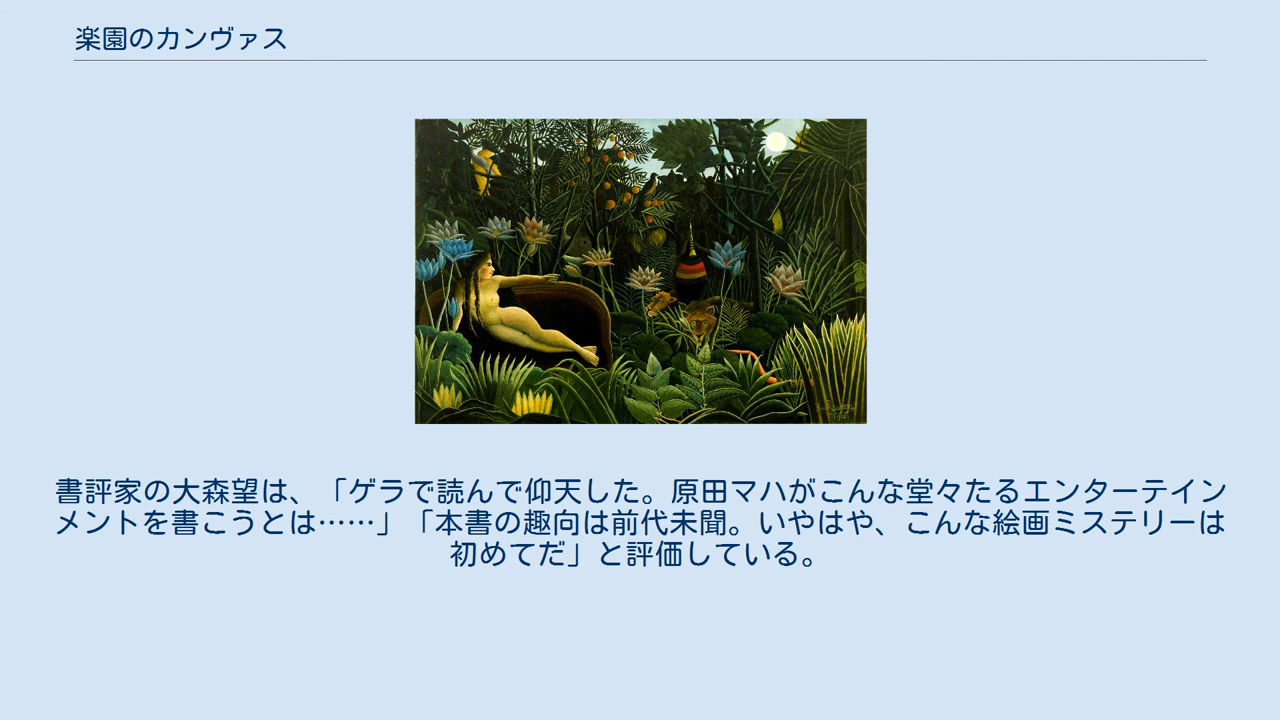 楽園のカンヴァス
書評家の大森望は、「ゲラで読んで仰天した。原田マハがこんな堂々たるエンターテイン
メントを書こうとは……」「本書の趣向は前代未聞。いやはや、こんな絵画ミステリーは
初めてだ」と評価している。